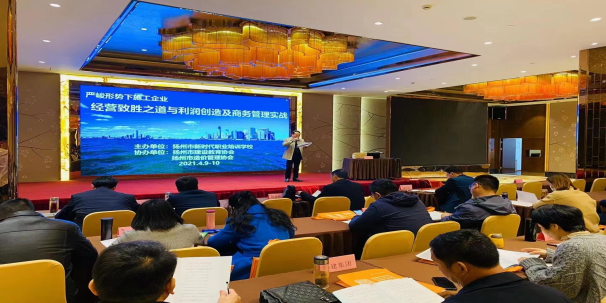 严峻形势下施工企业
经营致胜之道与利润创造及商务管理实战
主办单位：扬州市新时代职业培训学校
协办单位：扬州市建设教育协会
扬州市造价管理协会
2021.4.9-10